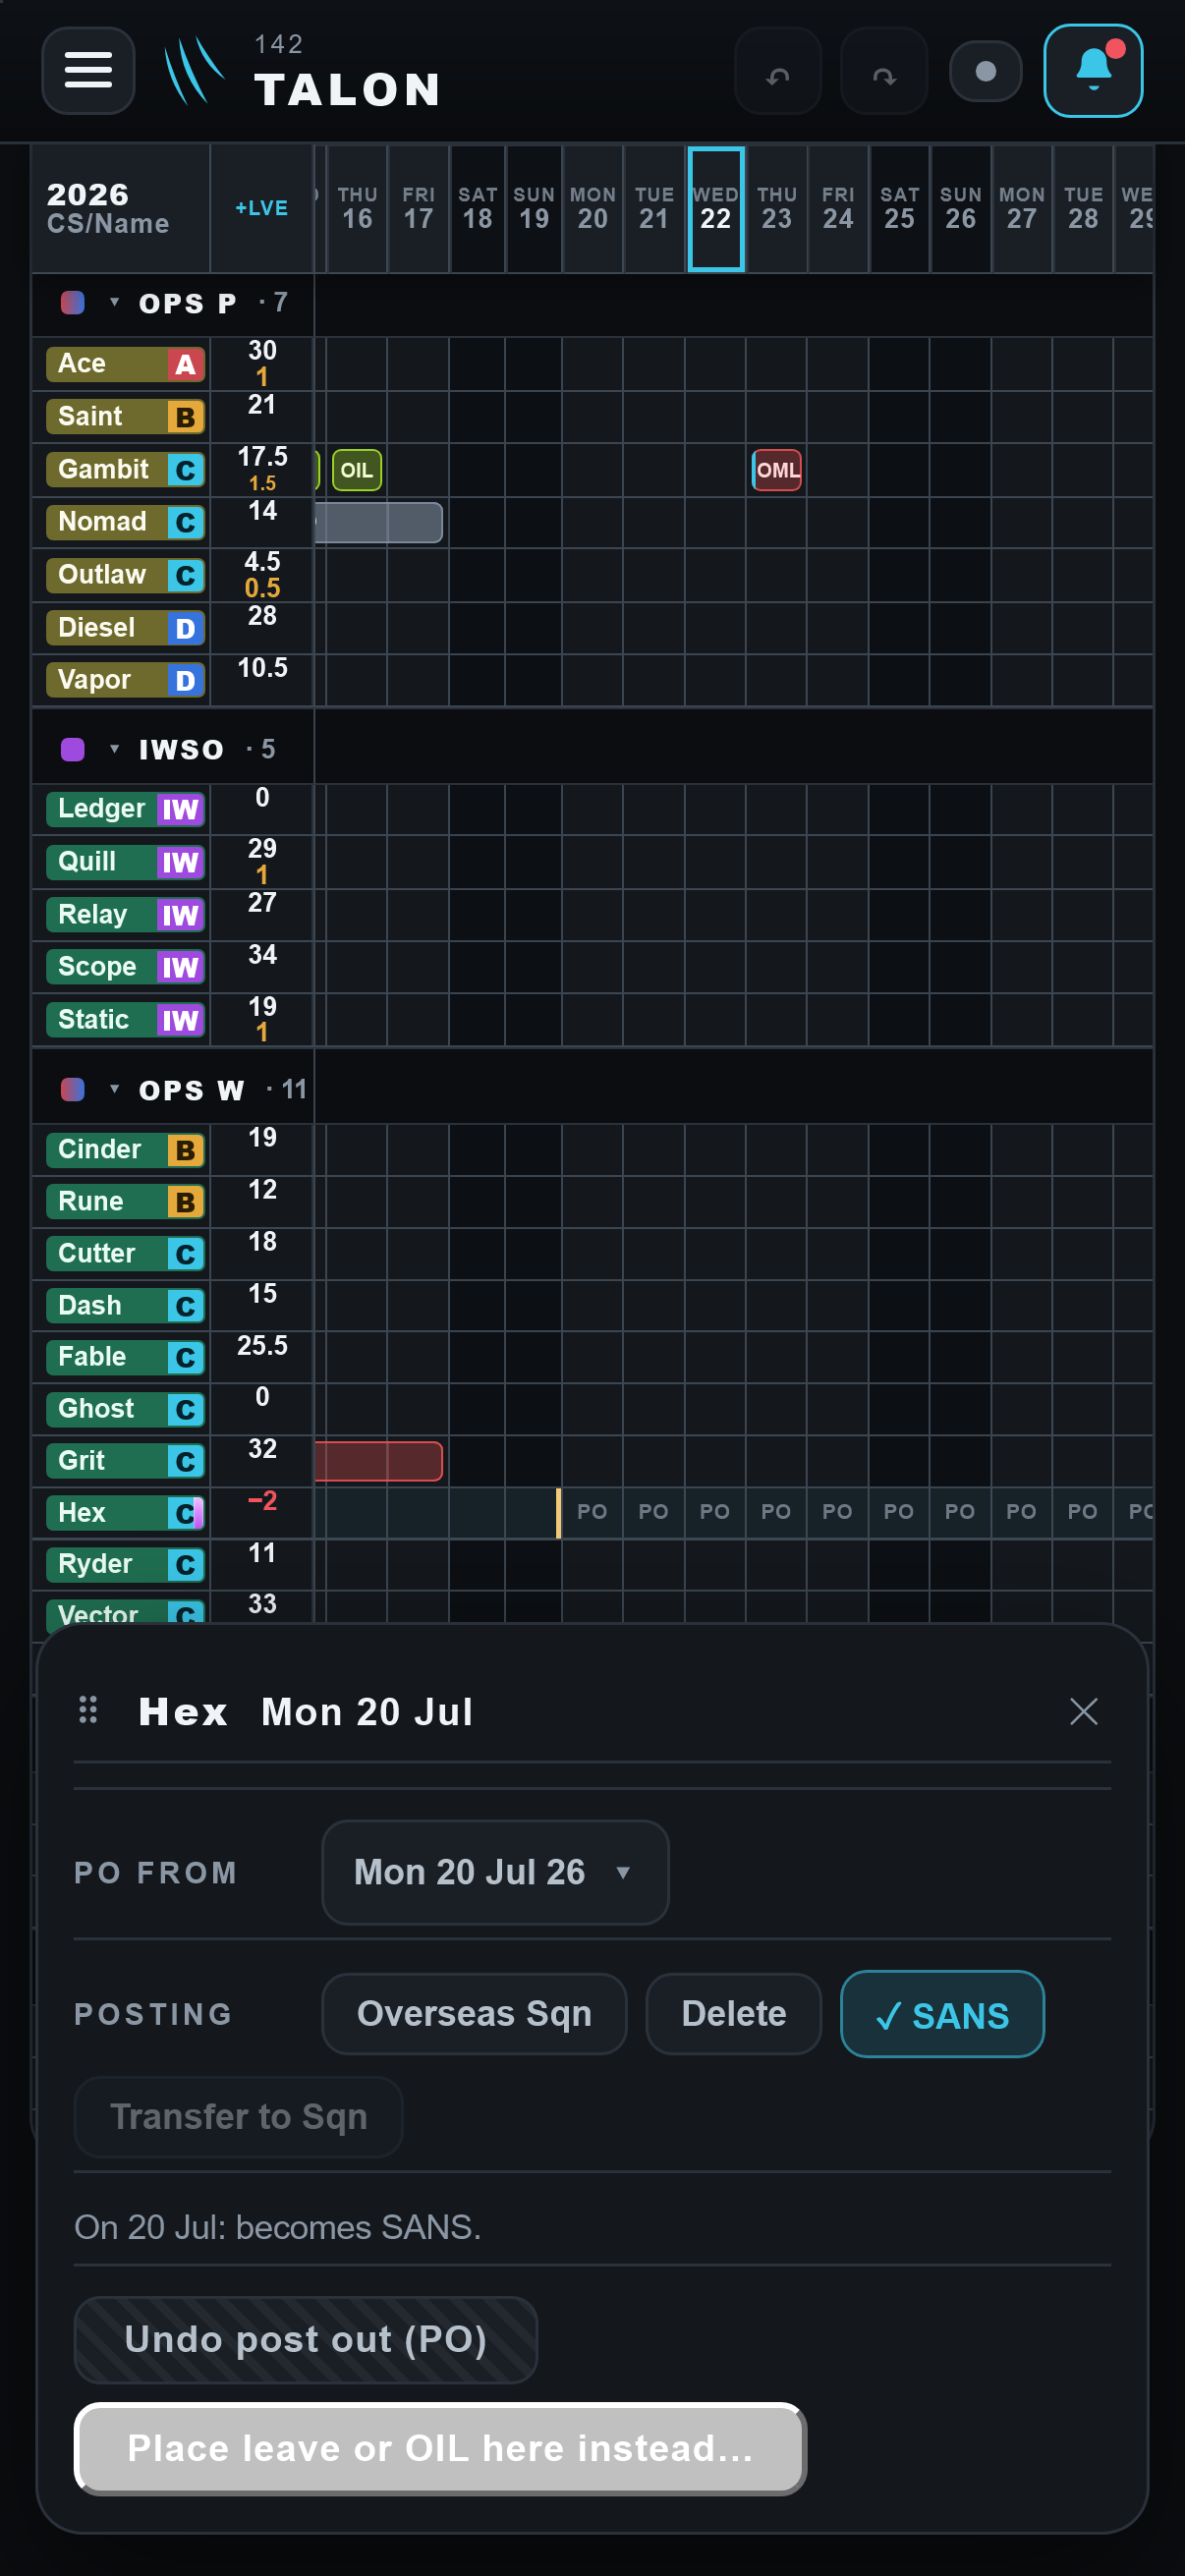 142
TALON
2026
CS/Name
+LVE
THU 16
FRI 17
SAT 18
SUN 19
MON 20
TUE 21
WED 22
THU 23
FRI 24
SAT 25
SUN 26
MON 27
TUE 28
▾ OPS P · 7
Ace A 30 1
Saint B 21
Gambit C 17.5 1.5 OIL OML
Nomad C 14
Outlaw C 4.5 0.5
Diesel D 28
Vapor D 10.5
▾ IWSO · 5
Ledger IW 0
Quill IW 29 1
Relay IW 27
Scope IW 34
Static IW 19 1
▾ OPS W · 11
Cinder B 19
Rune B 12
Cutter C 18
Dash C 15
Fable C 25.5
Ghost C 0
Grit C 32
Hex C −2 PO PO PO PO PO PO PO PO PO
Ryder C 11
Vector C 33
Hex Mon 20 Jul
PO FROM Mon 20 Jul 26 ▾
POSTING Overseas Sqn Delete ✓ SANS
Transfer to Sqn
On 20 Jul: becomes SANS.
Undo post out (PO)
Place leave or OIL here instead...